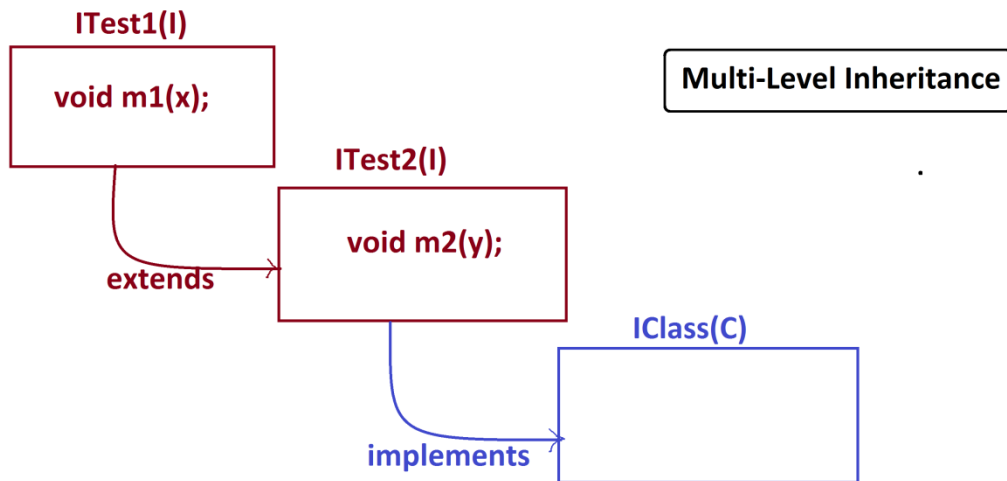 ITest1(I)
void m1(x);
Multi-Level Inheritance
ITest2(I)
void m2(y);
extends
IClass(C)
implements